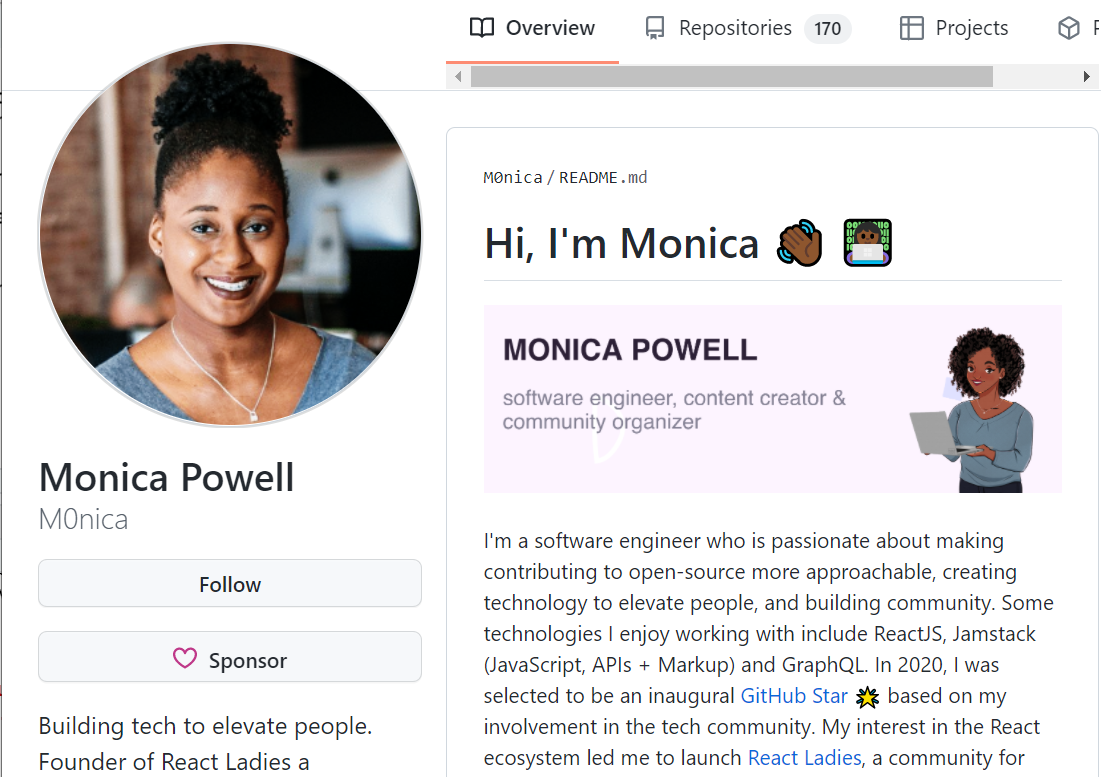 Overview Repositories 170 Projects
M0nica / README.md
Hi, I'm Monica
MONICA POWELL
software engineer, content creator &
community organizer
Monica Powell
M0nica
Follow
Sponsor
Building tech to elevate people.
Founder of React Ladies a
I'm a software engineer who is passionate about making
contributing to open-source more approachable, creating
technology to elevate people, and building community. Some
technologies I enjoy working with include ReactJS, Jamstack
(JavaScript, APIs + Markup) and GraphQL. In 2020, I was
selected to be an inaugural GitHub Star 🌟 based on my
involvement in the tech community. My interest in the React
ecosystem led me to launch React Ladies, a community for